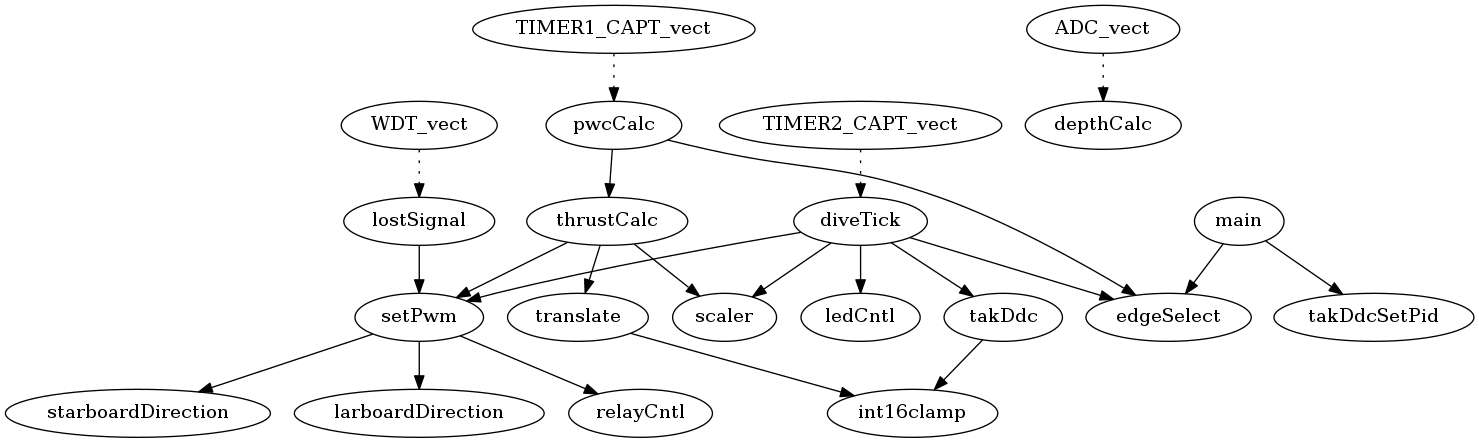 TIMER1_CAPT_vect
ADC_vect
WDT_vect
pwcCalc
TIMER2_CAPT_vect
depthCalc
lostSignal
thrustCalc
diveTick
main
setPwm
translate
scaler
ledCntl
takDdc
edgeSelect
takDdcSetPid
starboardDirection
larboardDirection
relayCntl
int16clamp